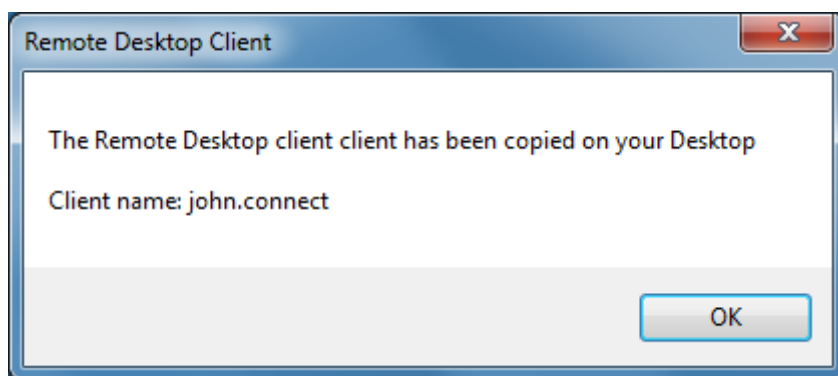 Remote Desktop Client
The Remote Desktop client client has been copied on your Desktop
Client name: john.connect
OK